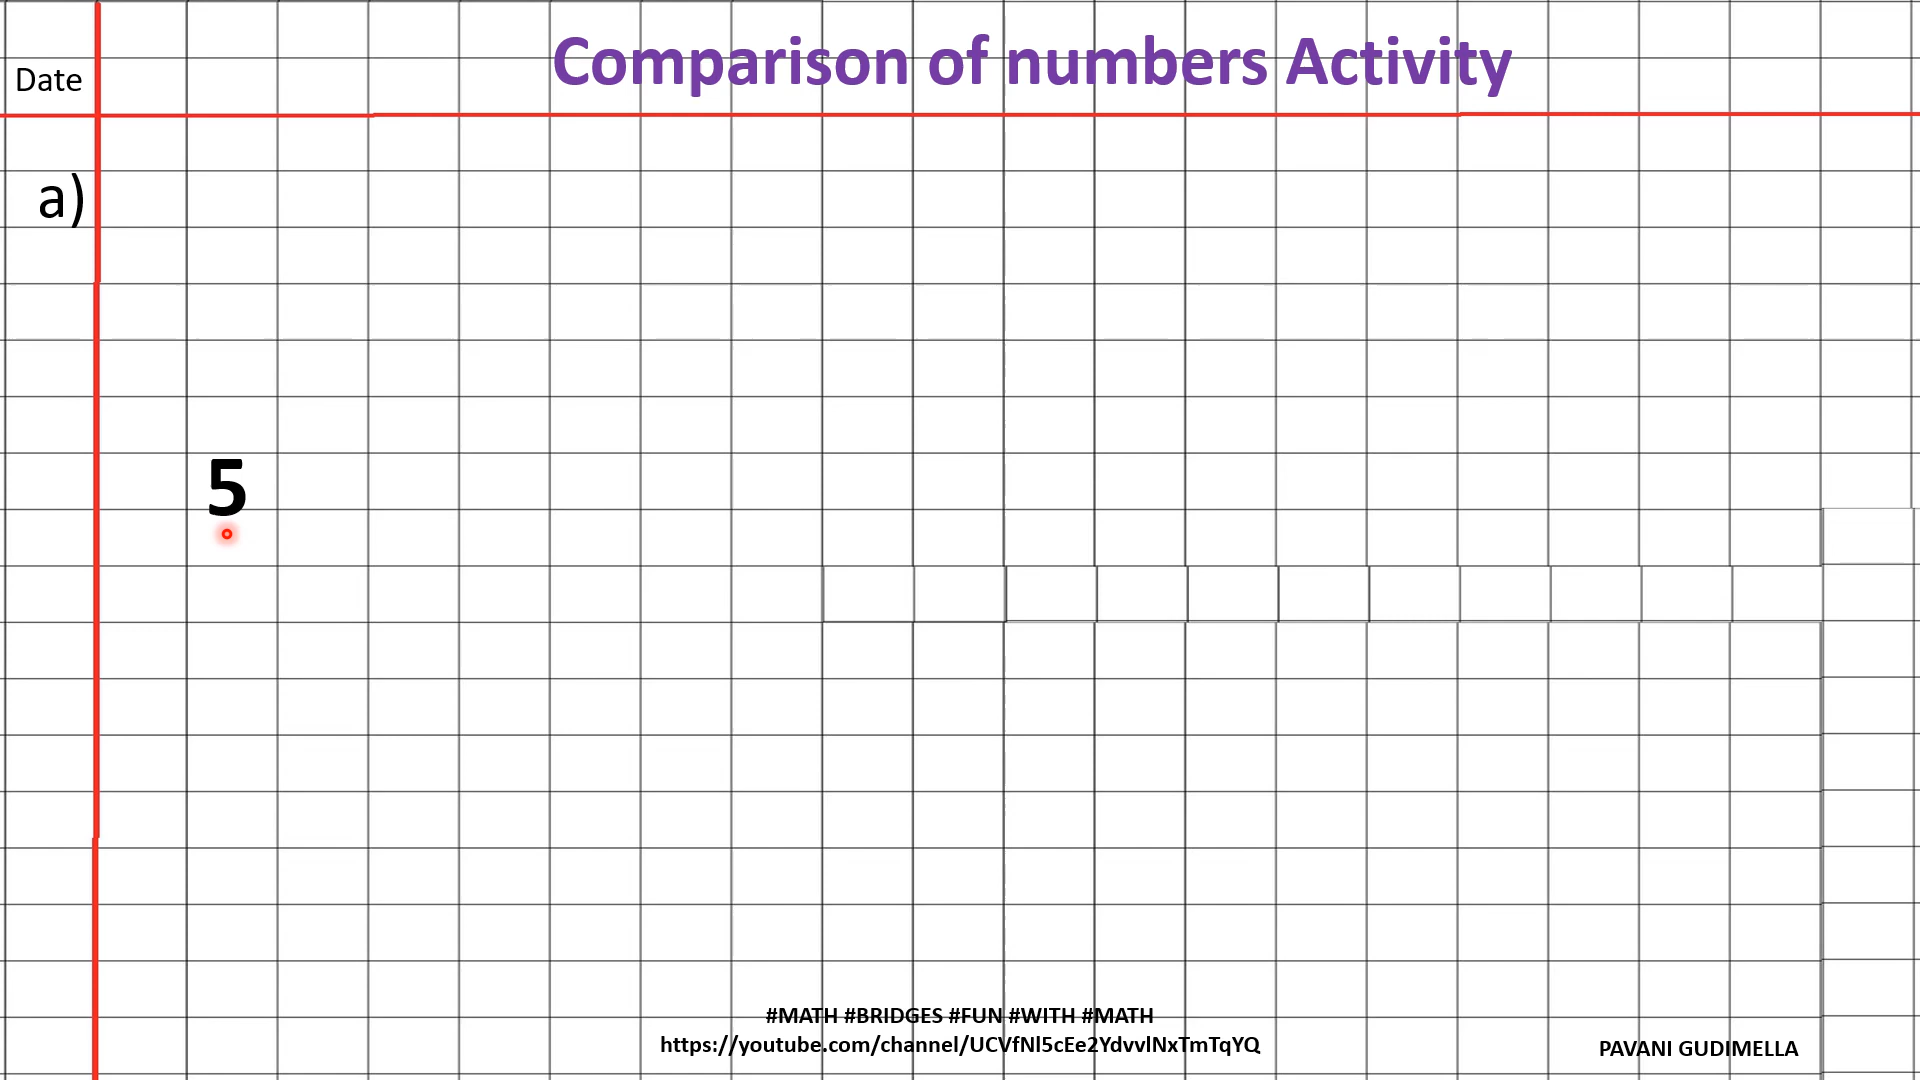 Comparison of numbers Activity
Date
a)
5
#MATH #BRIDGES #FUN #WITH #MATH
https://youtube.com/channel/UCVfNl5cEe2YdvvlNxTmTqYQ
PAVANI GUDIMELLA